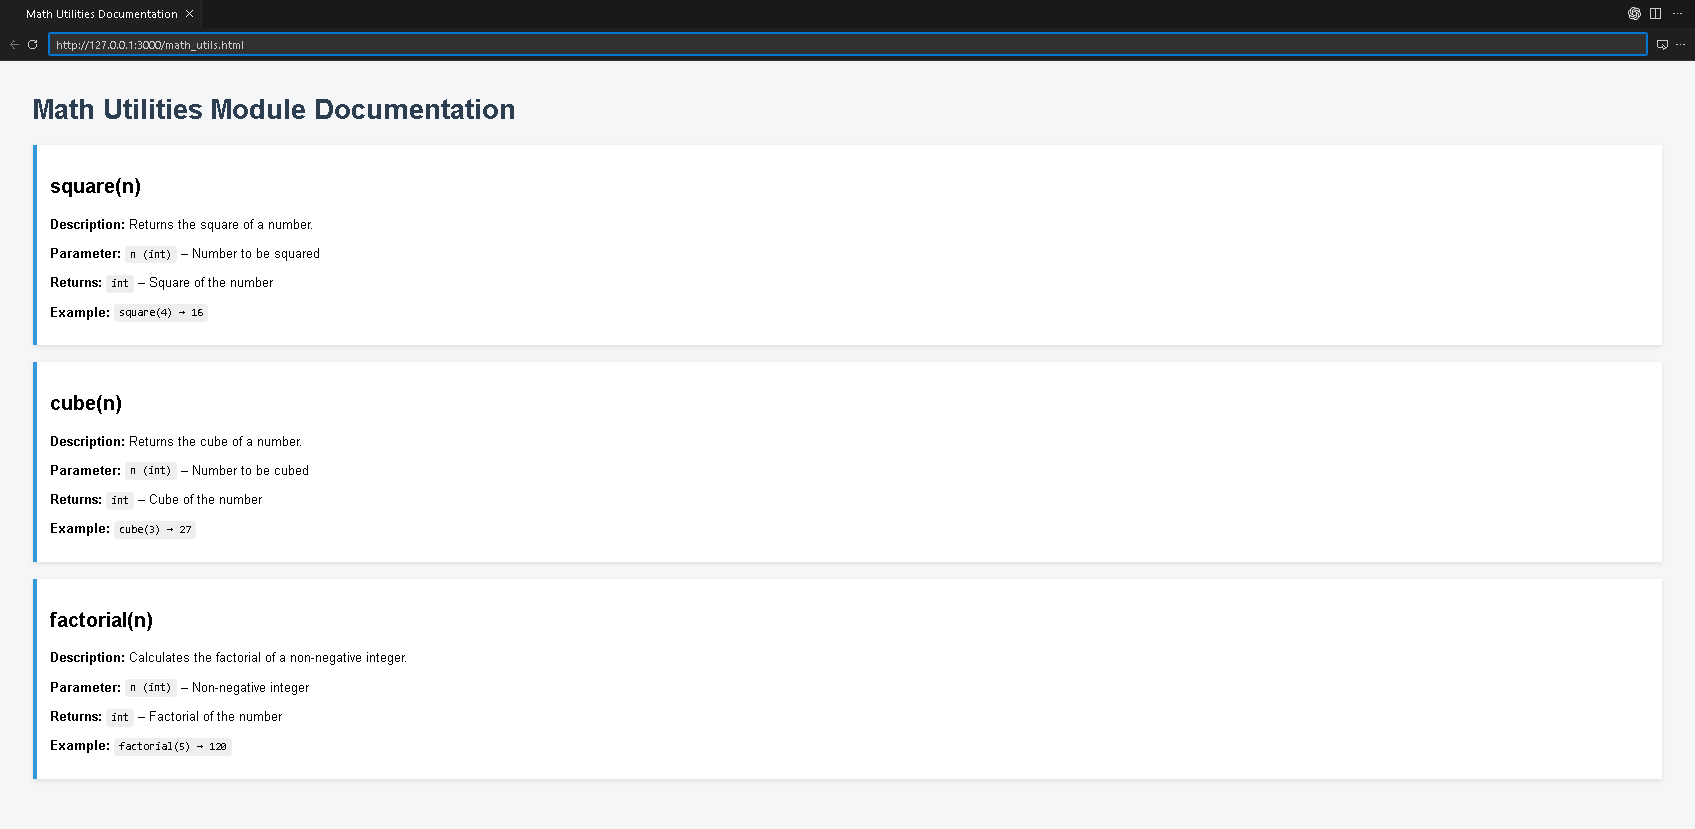 Math Utilities Documentation
http://127.0.0.1:3000/math_utils.html
Math Utilities Module Documentation
square(n)
Description: Returns the square of a number.
Parameter: n (int) – Number to be squared
Returns: int – Square of the number
Example: square(4) → 16
cube(n)
Description: Returns the cube of a number.
Parameter: n (int) – Number to be cubed
Returns: int – Cube of the number
Example: cube(3) → 27
factorial(n)
Description: Calculates the factorial of a non-negative integer.
Parameter: n (int) – Non-negative integer
Returns: int – Factorial of the number
Example: factorial(5) → 120